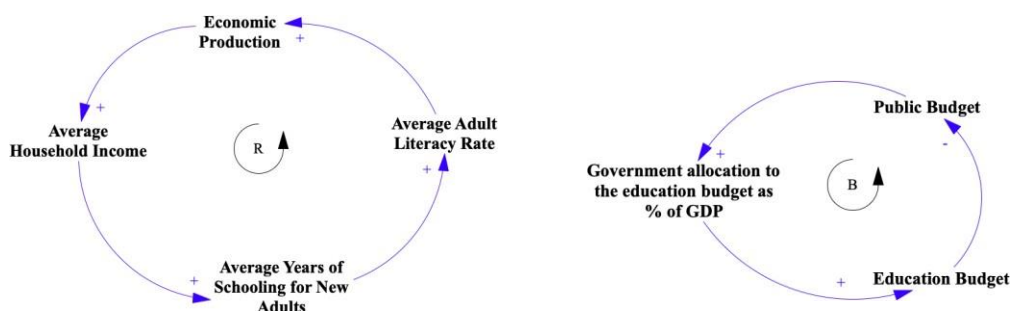 Economic
Production
+
+
Average
Household Income
R
Average Adult
Literacy Rate
+
+
Average Years of
Schooling for New
Adults
Public Budget
-
+
Government allocation to
the education budget as
% of GDP
B
+
Education Budget